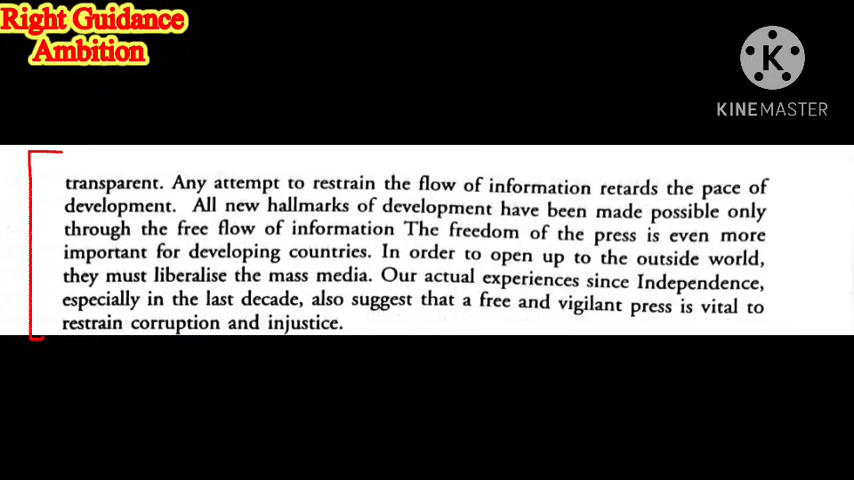 Right Guidance
Ambition
K
KINEMASTER
transparent. Any attempt to restrain the flow of information retards the pace of
development. All new hallmarks of development have been made possible only
through the free flow of information The freedom of the press is even more
important for developing countries. In order to open up to the outside world,
they must liberalise the mass media. Our actual experiences since Independence,
especially in the last decade, also suggest that a free and vigilant press is vital to
restrain corruption and injustice.